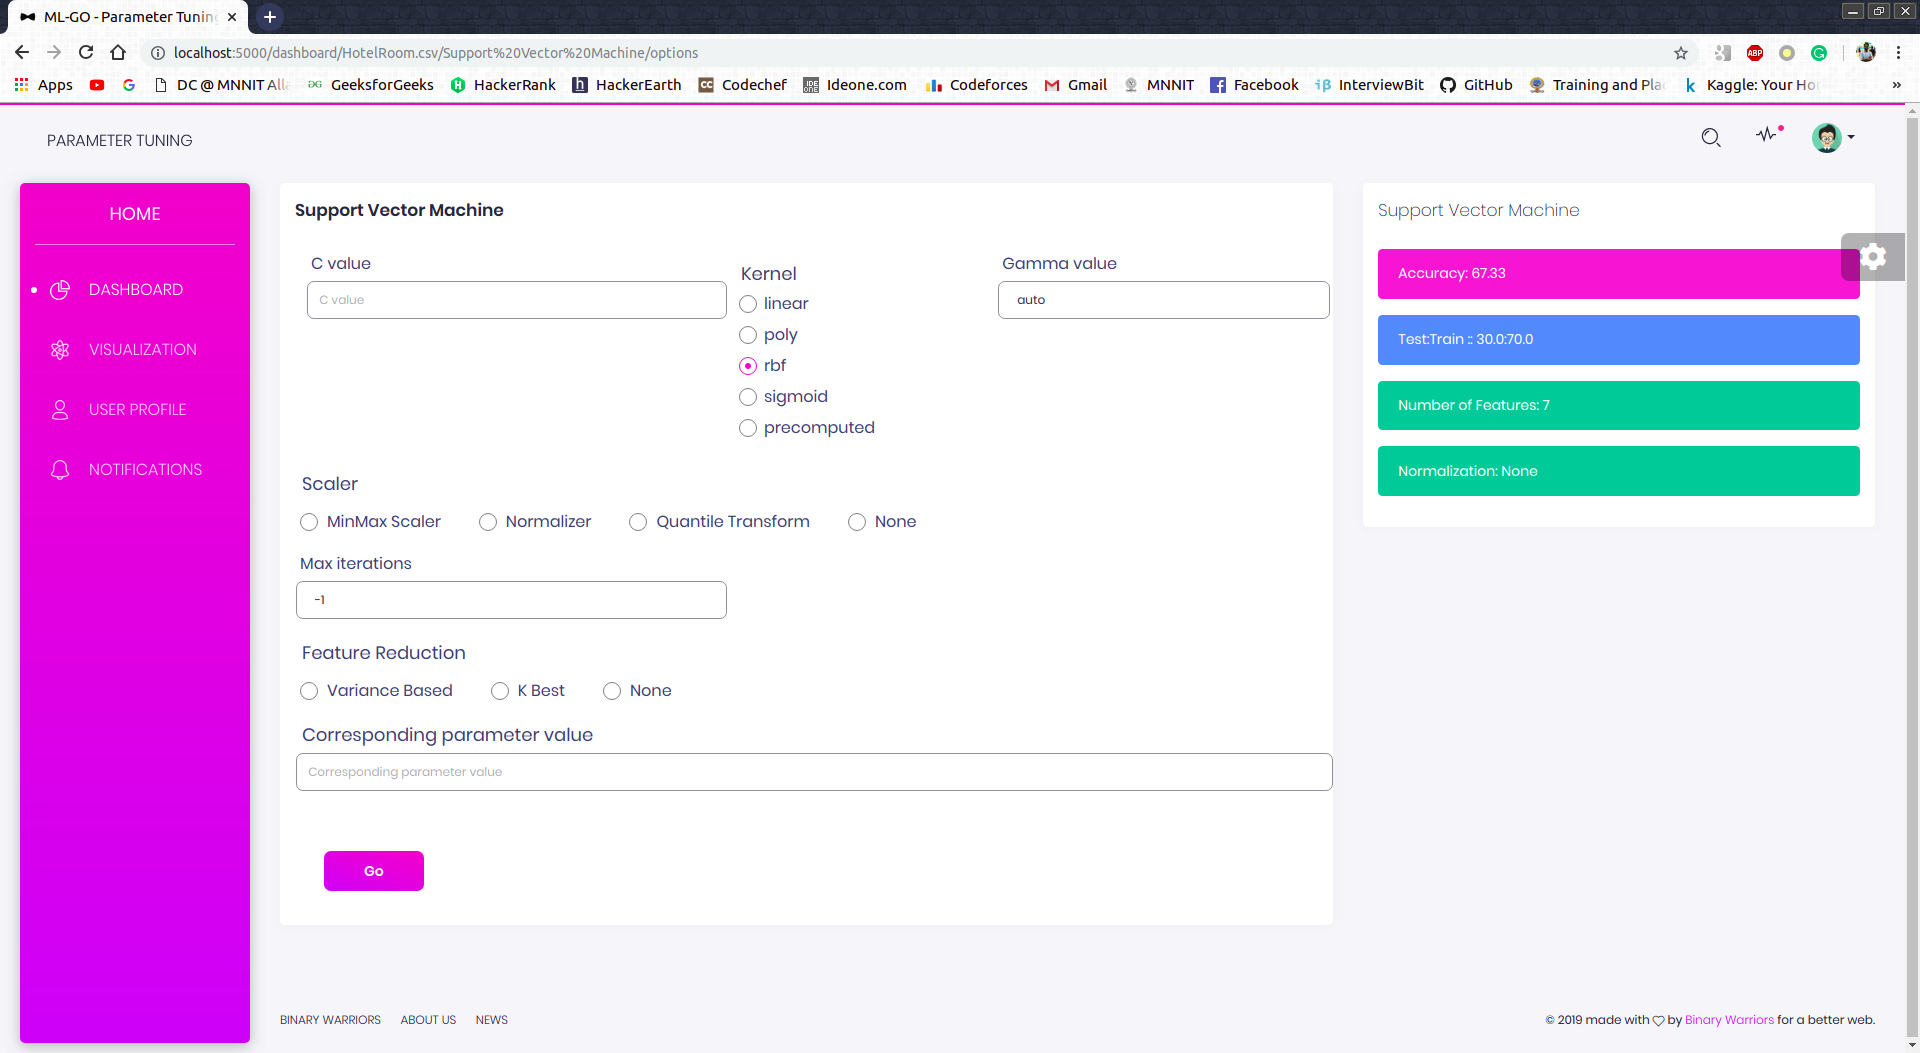 ML-GO - Parameter Tuning
localhost:5000/dashboard/HotelRoom.csv/Support%20Vector%20Machine/options
Apps
DC @ MNNIT Alla
GeeksforGeeks
HackerRank
HackerEarth
Codechef
Ideone.com
Codeforces
Gmail
MNNIT
Facebook
InterviewBit
GitHub
Training and Plac
Kaggle: Your Ho
»
ABP
PARAMETER TUNING
HOME
DASHBOARD
VISUALIZATION
USER PROFILE
NOTIFICATIONS
Support Vector Machine
C value
C value
Kernel
linear
poly
rbf
sigmoid
precomputed
Gamma value
auto
Scaler
MinMax Scaler Normalizer Quantile Transform None
Max iterations
-1
Feature Reduction
Variance Based K Best None
Corresponding parameter value
Corresponding parameter value
Go
Support Vector Machine
Accuracy: 67.33
Test:Train :: 30.0:70.0
Number of Features: 7
Normalization: None
BINARY WARRIORS ABOUT US NEWS
© 2019 made with ♡ by Binary Warriors for a better web.